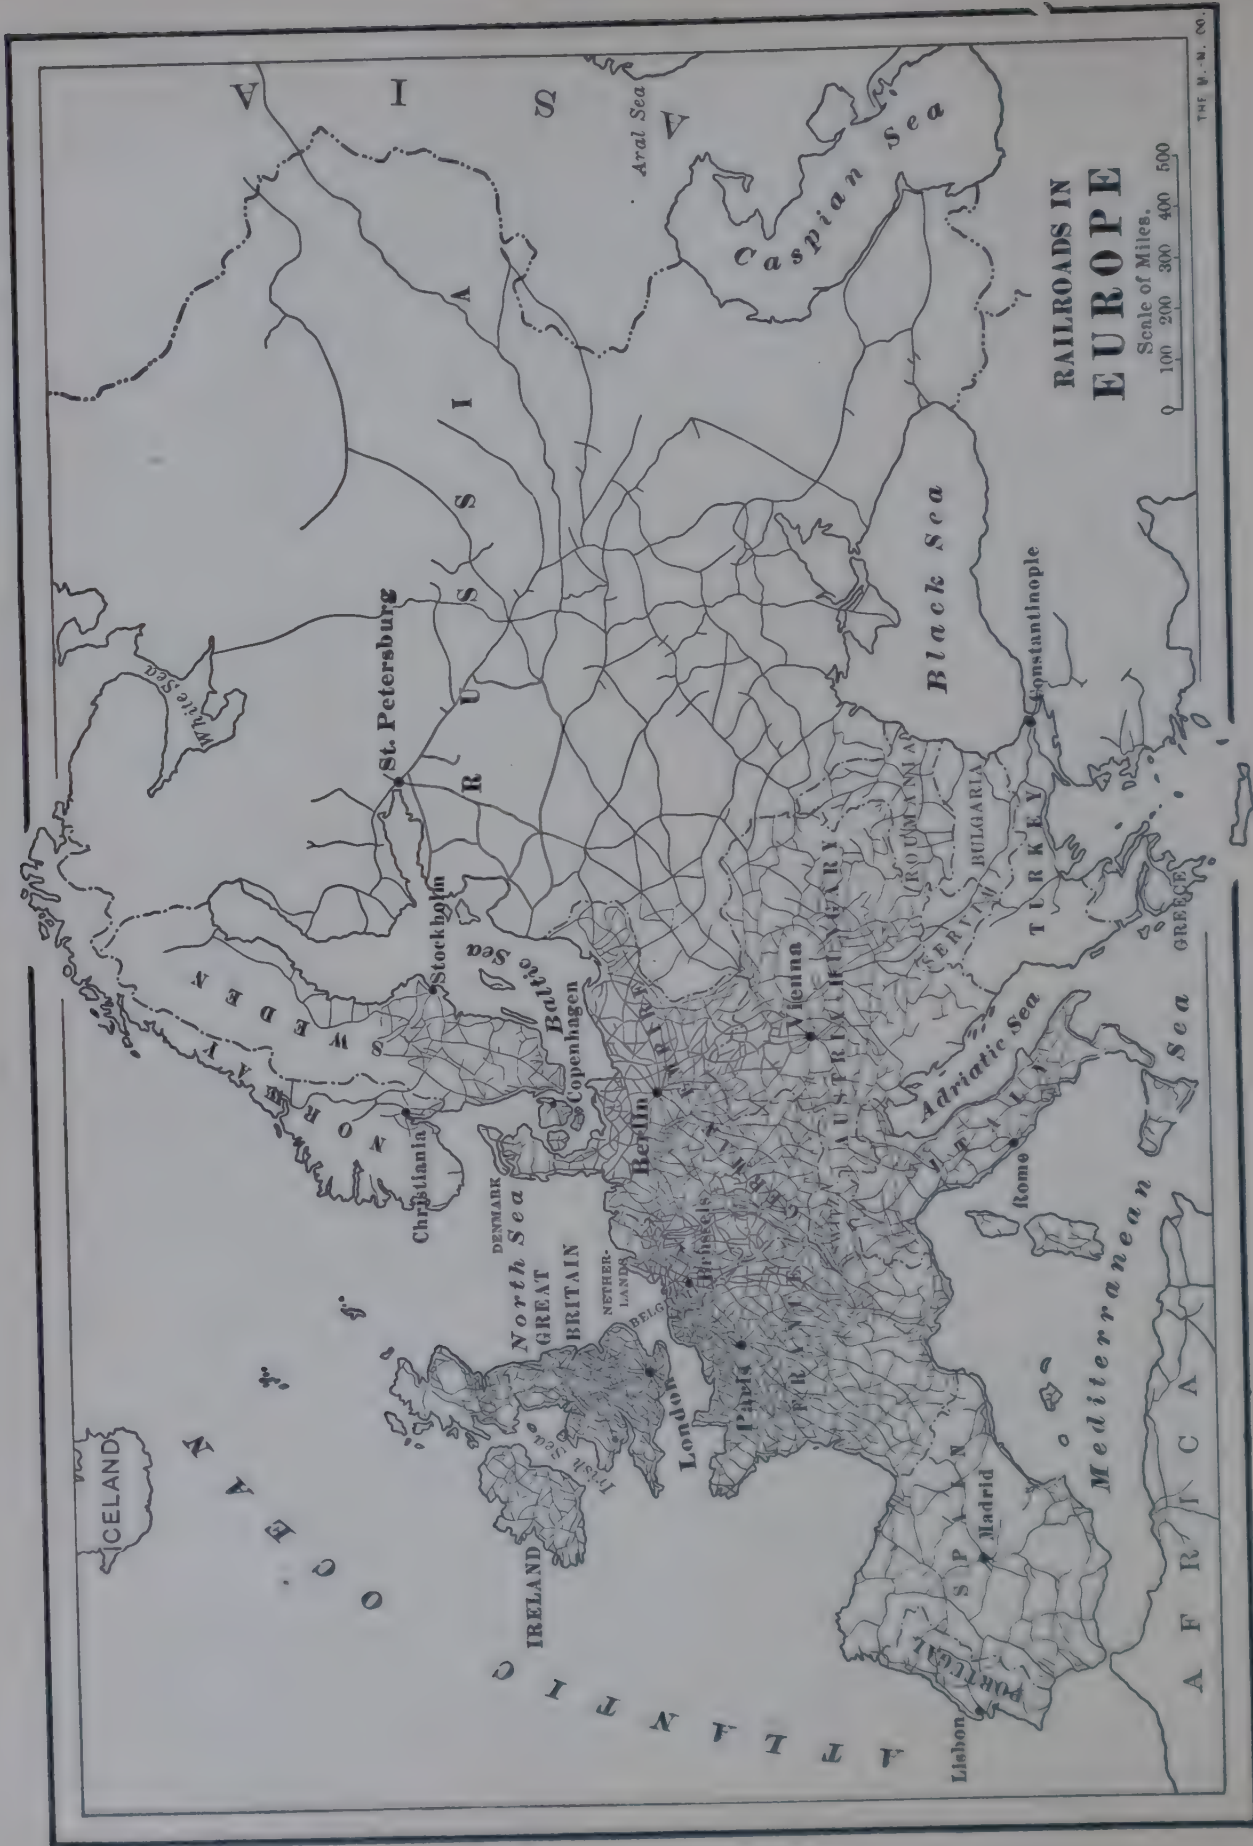 RAILROADS IN
EUROPE
Scale of Miles.
0 100 200 300 400 500
THE M.-N. CO.
ICELAND
ATLANTIC OCEAN
NORWAY
SWEDEN
RUSSIA
ASIA
White Sea
Aral Sea
Caspian Sea
St. Petersburg
Stockholm
Christiania
Baltic Sea
Copenhagen
DENMARK
North Sea
GREAT
BRITAIN
IRELAND
Irish Sea
London
NETHER-
LANDS
BELG.
Brussels
Berlin
GERMAN EMPIRE
Paris
FRANCE
SWITZ
Vienna
AUSTRIA HUNGARY
ROUMANIA
SERVIA
BULGARIA
TURKEY
Constantinople
Black Sea
GREECE
Adriatic Sea
ITALY
Rome
SPAIN
Madrid
PORTUGAL
Lisbon
Mediterranean Sea
AFRICA